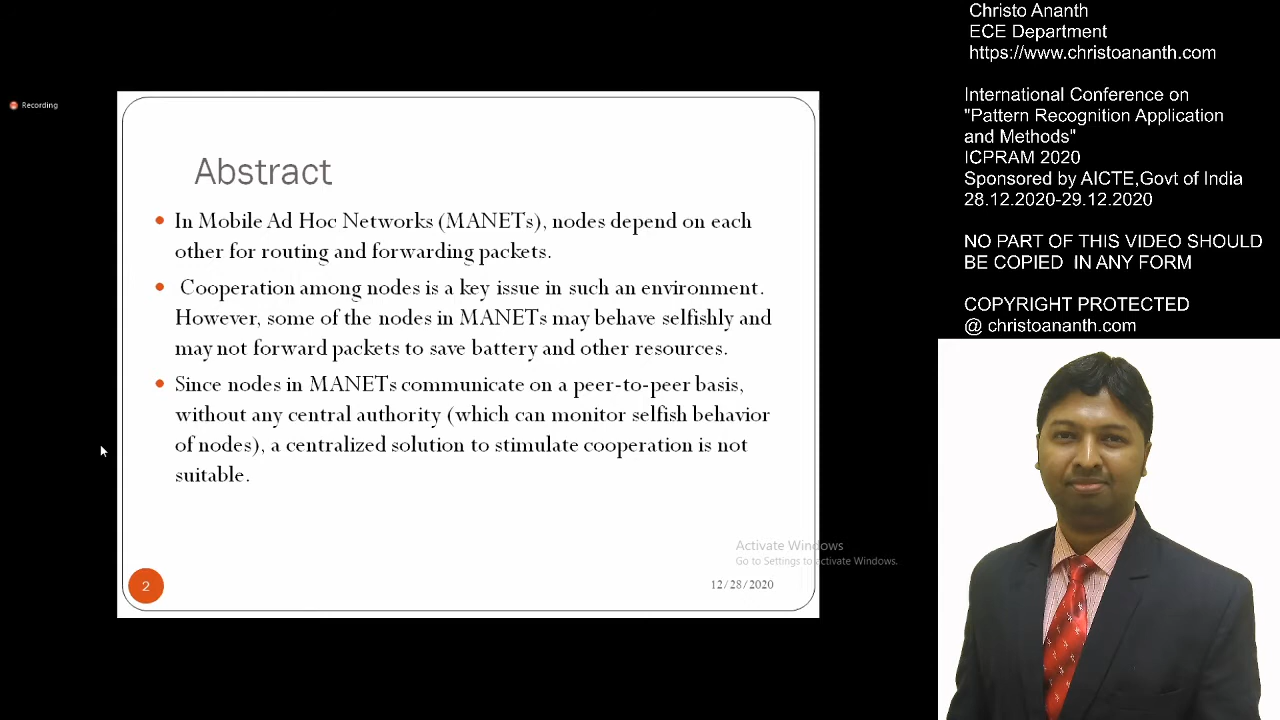 Recording
Abstract
In Mobile Ad Hoc Networks (MANETs), nodes depend on each
other for routing and forwarding packets.
Cooperation among nodes is a key issue in such an environment.
However, some of the nodes in MANETs may behave selfishly and
may not forward packets to save battery and other resources.
Since nodes in MANETs communicate on a peer-to-peer basis,
without any central authority (which can monitor selfish behavior
of nodes), a centralized solution to stimulate cooperation is not
suitable.
Activate Windows
Go to Settings to activate Windows.
2
12/28/2020
Christo Ananth
ECE Department
https://www.christoananth.com
International Conference on
"Pattern Recognition Application
and Methods"
ICPRAM 2020
Sponsored by AICTE,Govt of India
28.12.2020-29.12.2020
NO PART OF THIS VIDEO SHOULD
BE COPIED IN ANY FORM
COPYRIGHT PROTECTED
@ christoananth.com